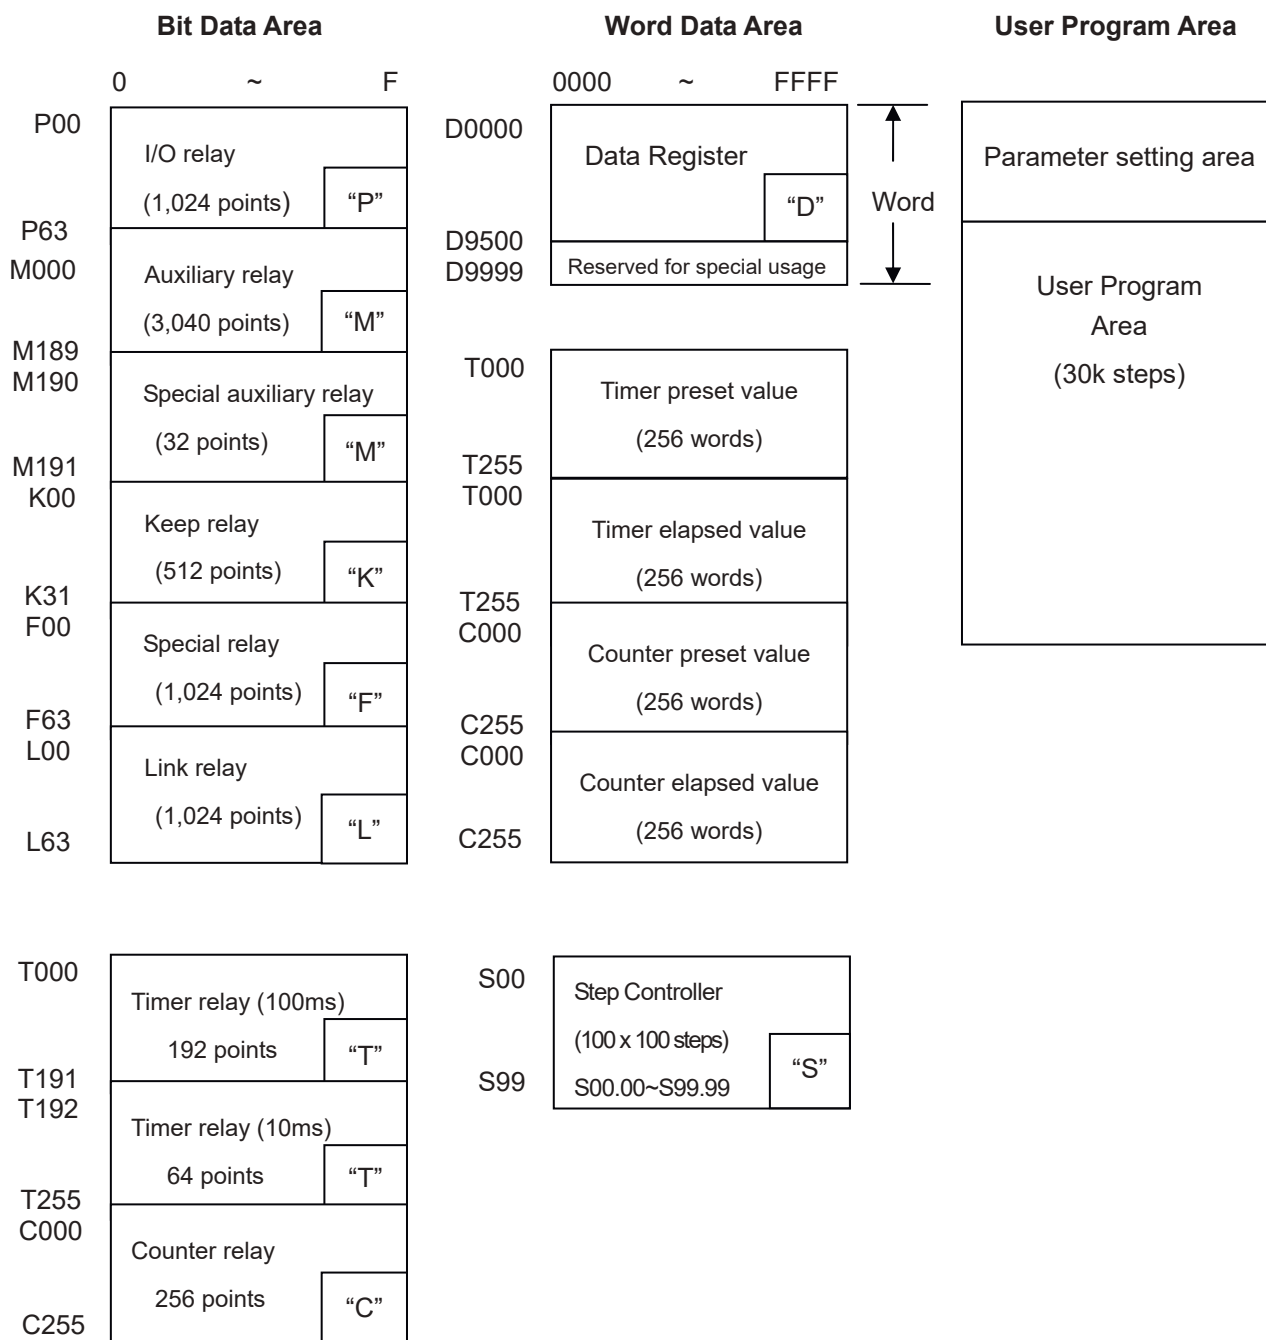 Bit Data Area
0 ~ F
P00
I/O relay
(1,024 points)
“P”
P63
M000
Auxiliary relay
(3,040 points)
“M”
M189
M190
Special auxiliary relay
(32 points)
“M”
M191
K00
Keep relay
(512 points)
“K”
K31
F00
Special relay
(1,024 points)
“F”
F63
L00
Link relay
(1,024 points)
“L”
L63
T000
Timer relay (100ms)
192 points
“T”
T191
T192
Timer relay (10ms)
64 points
“T”
T255
C000
Counter relay
256 points
“C”
C255
Word Data Area
0000 ~ FFFF
D0000
Data Register
“D”
Word
D9500
D9999
Reserved for special usage
T000
Timer preset value
(256 words)
T255
T000
Timer elapsed value
(256 words)
T255
C000
Counter preset value
(256 words)
C255
C000
Counter elapsed value
(256 words)
C255
S00
Step Controller
(100 x 100 steps)
S00.00~S99.99
“S”
S99
User Program Area
Parameter setting area
User Program
Area
(30k steps)